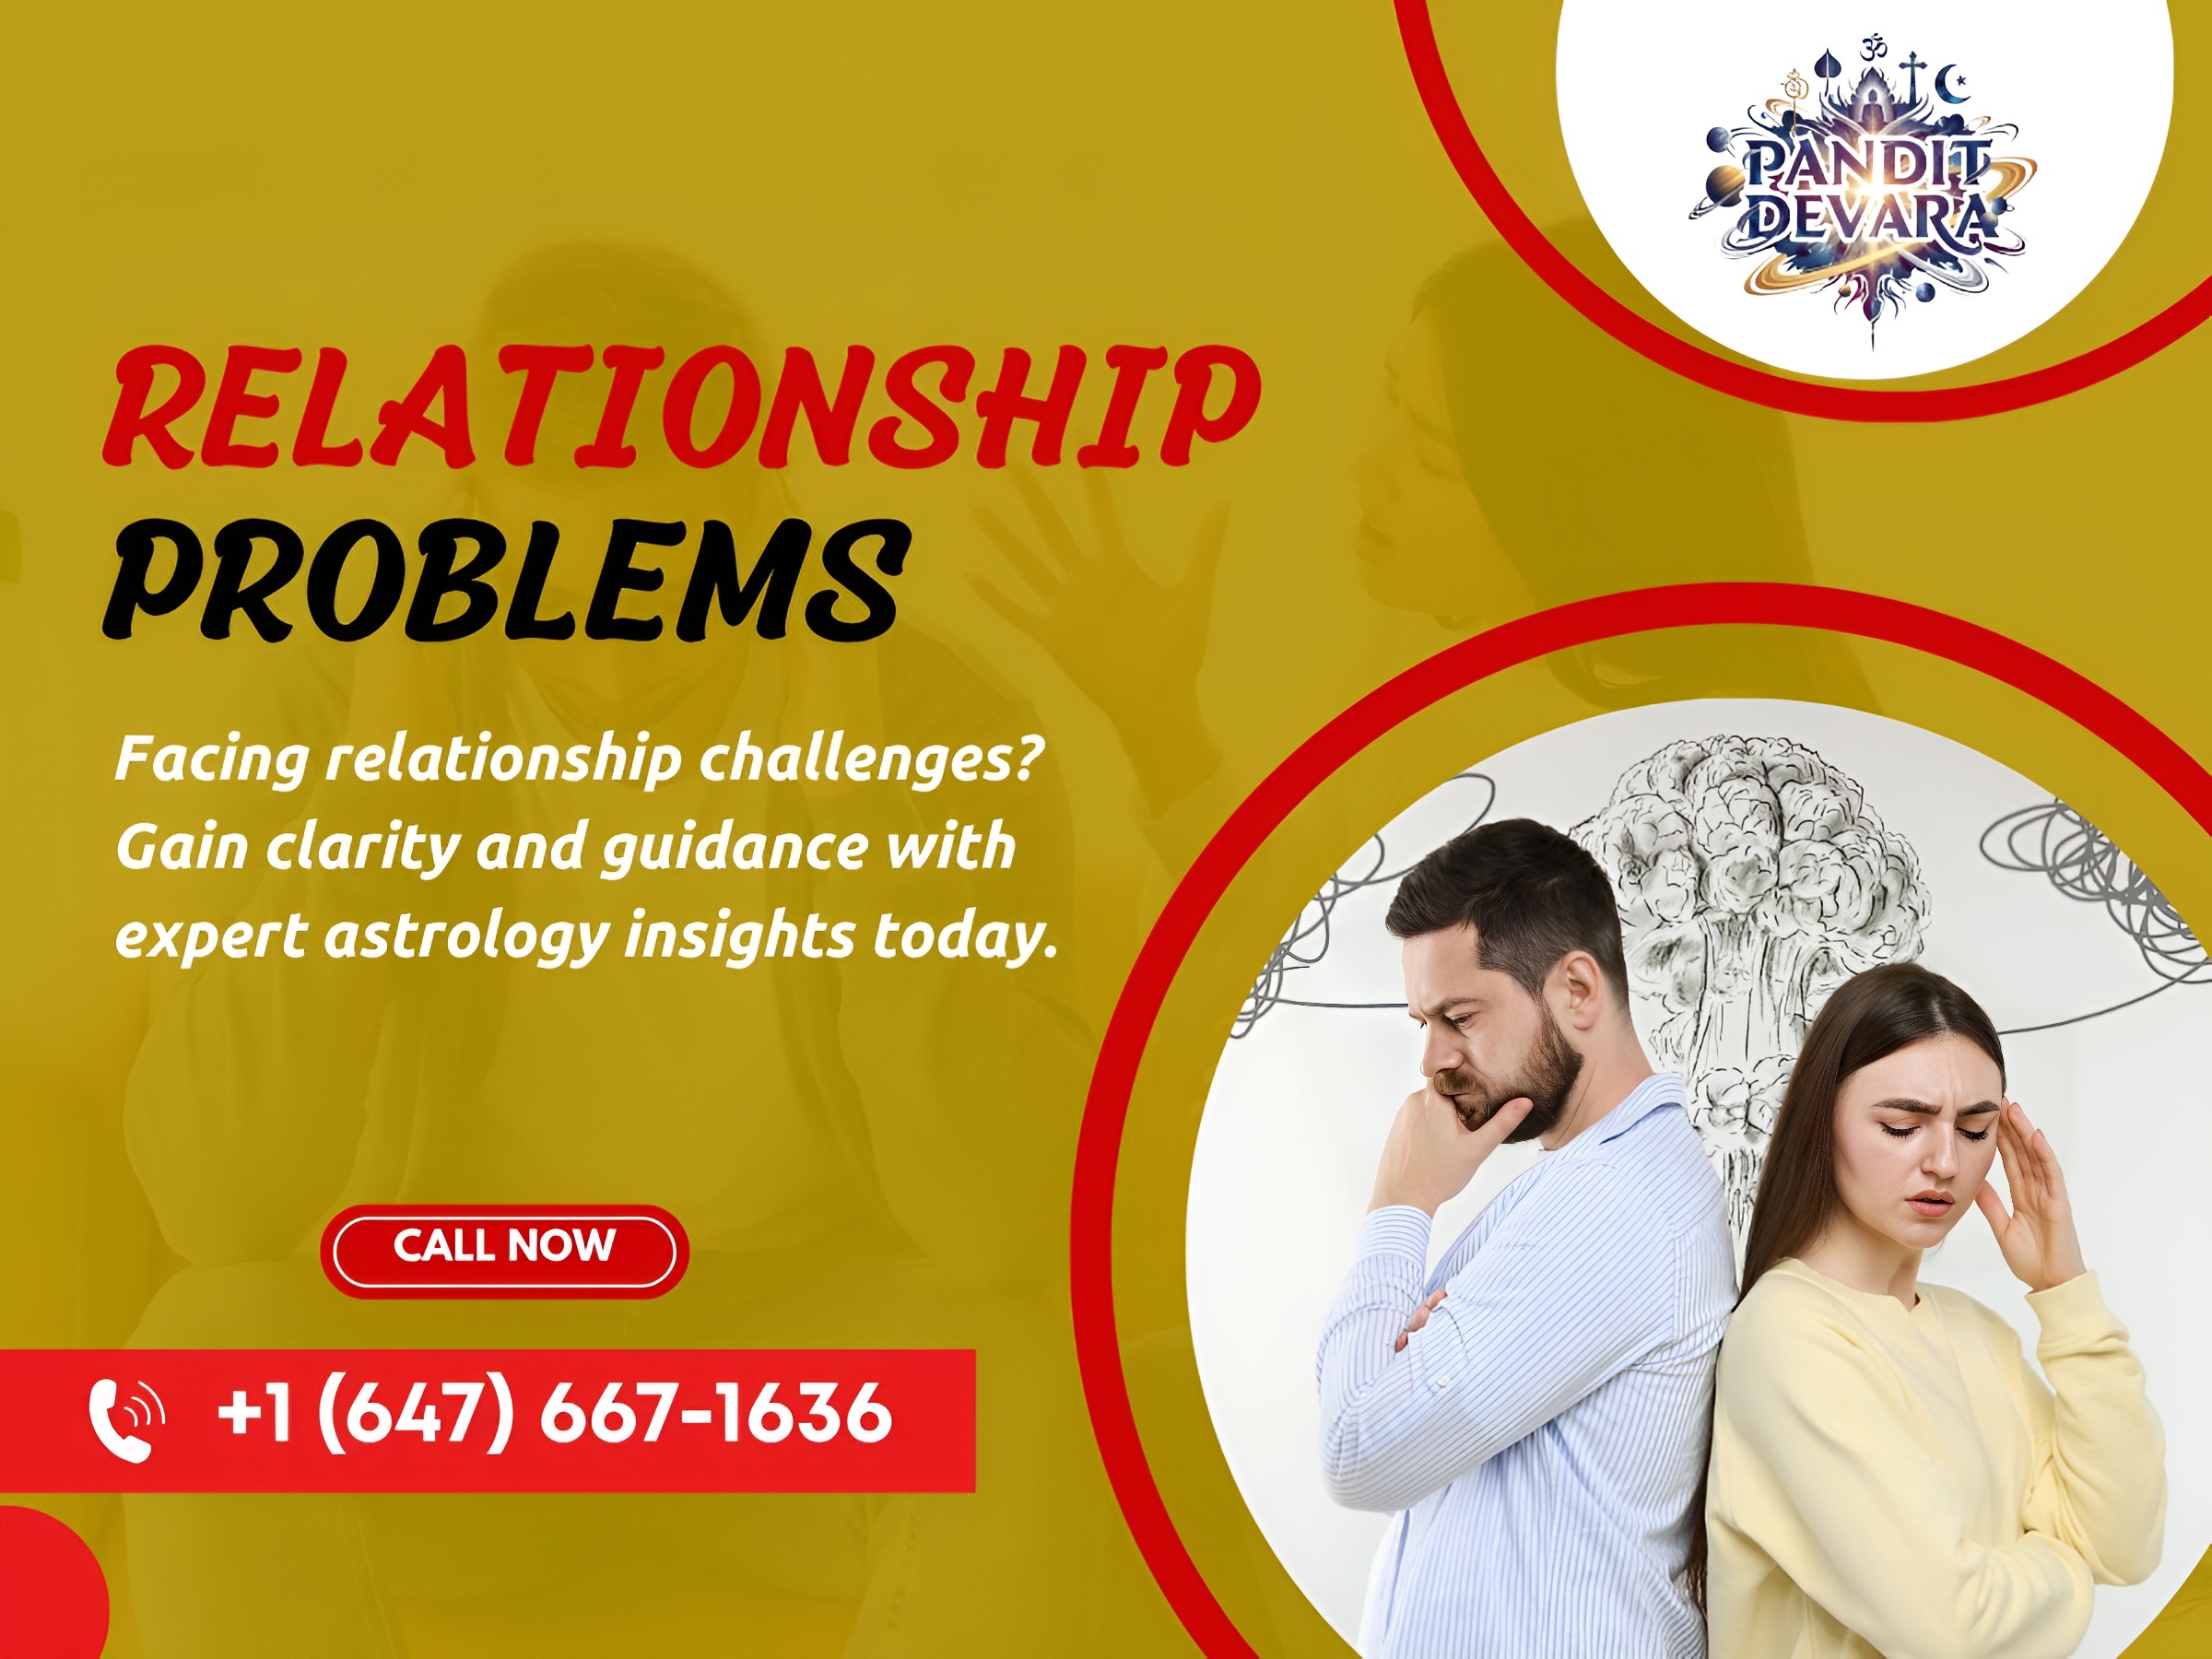 ॐ
PANDIT
DEVARA
RELATIONSHIP
PROBLEMS
Facing relationship challenges?
Gain clarity and guidance with
expert astrology insights today.
CALL NOW
+1 (647) 667-1636